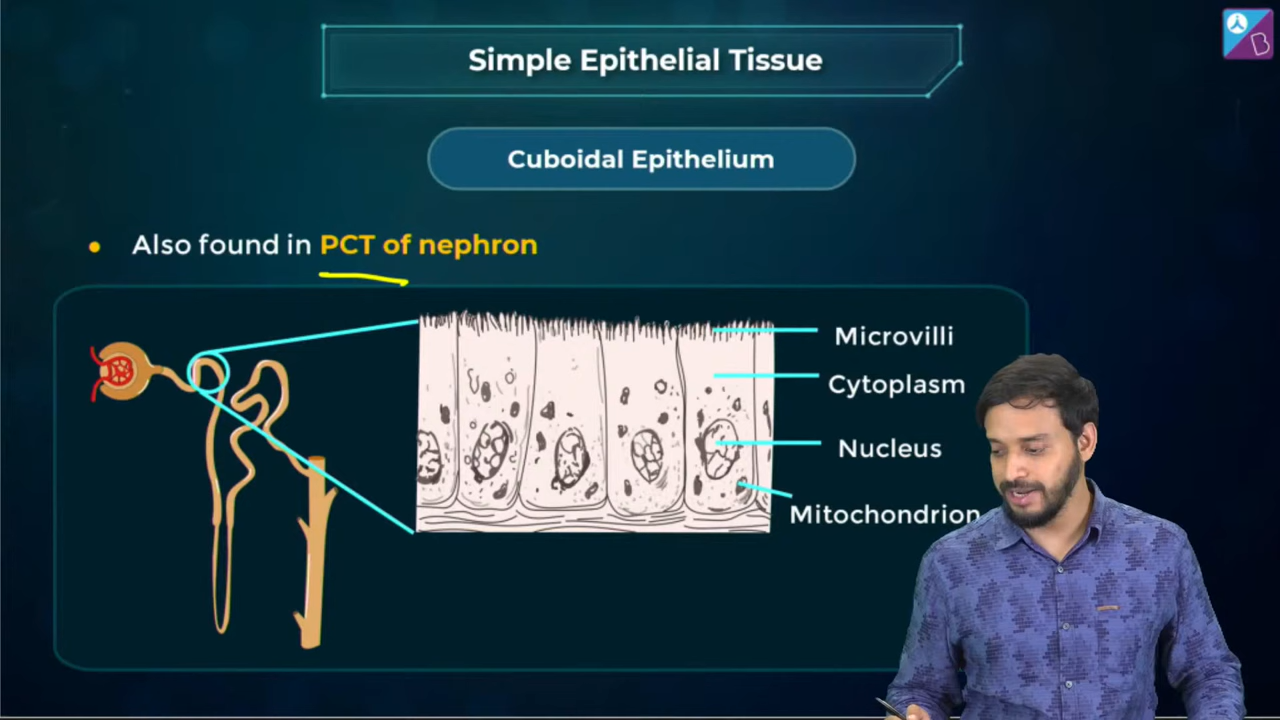 Simple Epithelial Tissue
Cuboidal Epithelium
• Also found in PCT of nephron
Microvilli
Cytoplasm
Nucleus
Mitochondrion
B